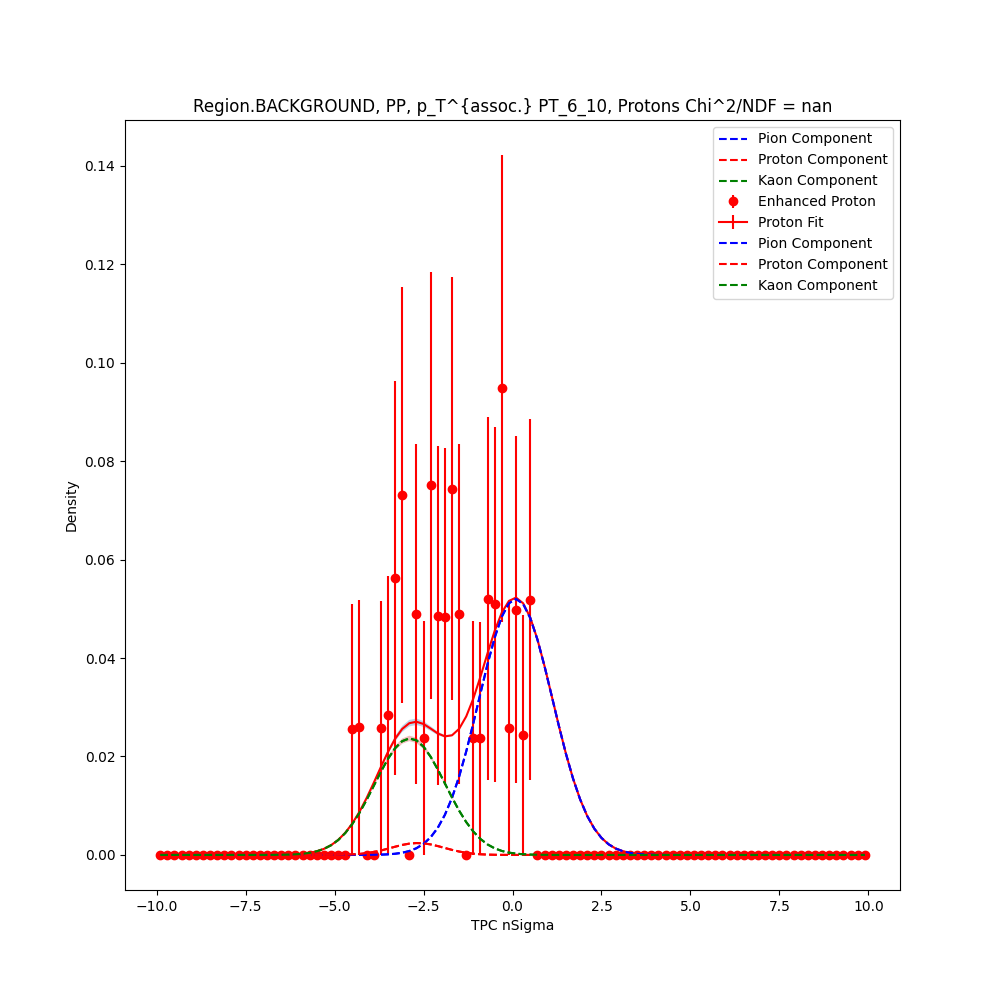 Region.BACKGROUND, PP, p_T^{assoc.} PT_6_10, Protons Chi^2/NDF = nan
Pion Component
Proton Component
Kaon Component
Enhanced Proton
Proton Fit
Pion Component
Proton Component
Kaon Component
0.14
0.12
0.10
0.08
0.06
0.04
0.02
0.00
Density
−10.0 −7.5 −5.0 −2.5 0.0 2.5 5.0 7.5 10.0
TPC nSigma